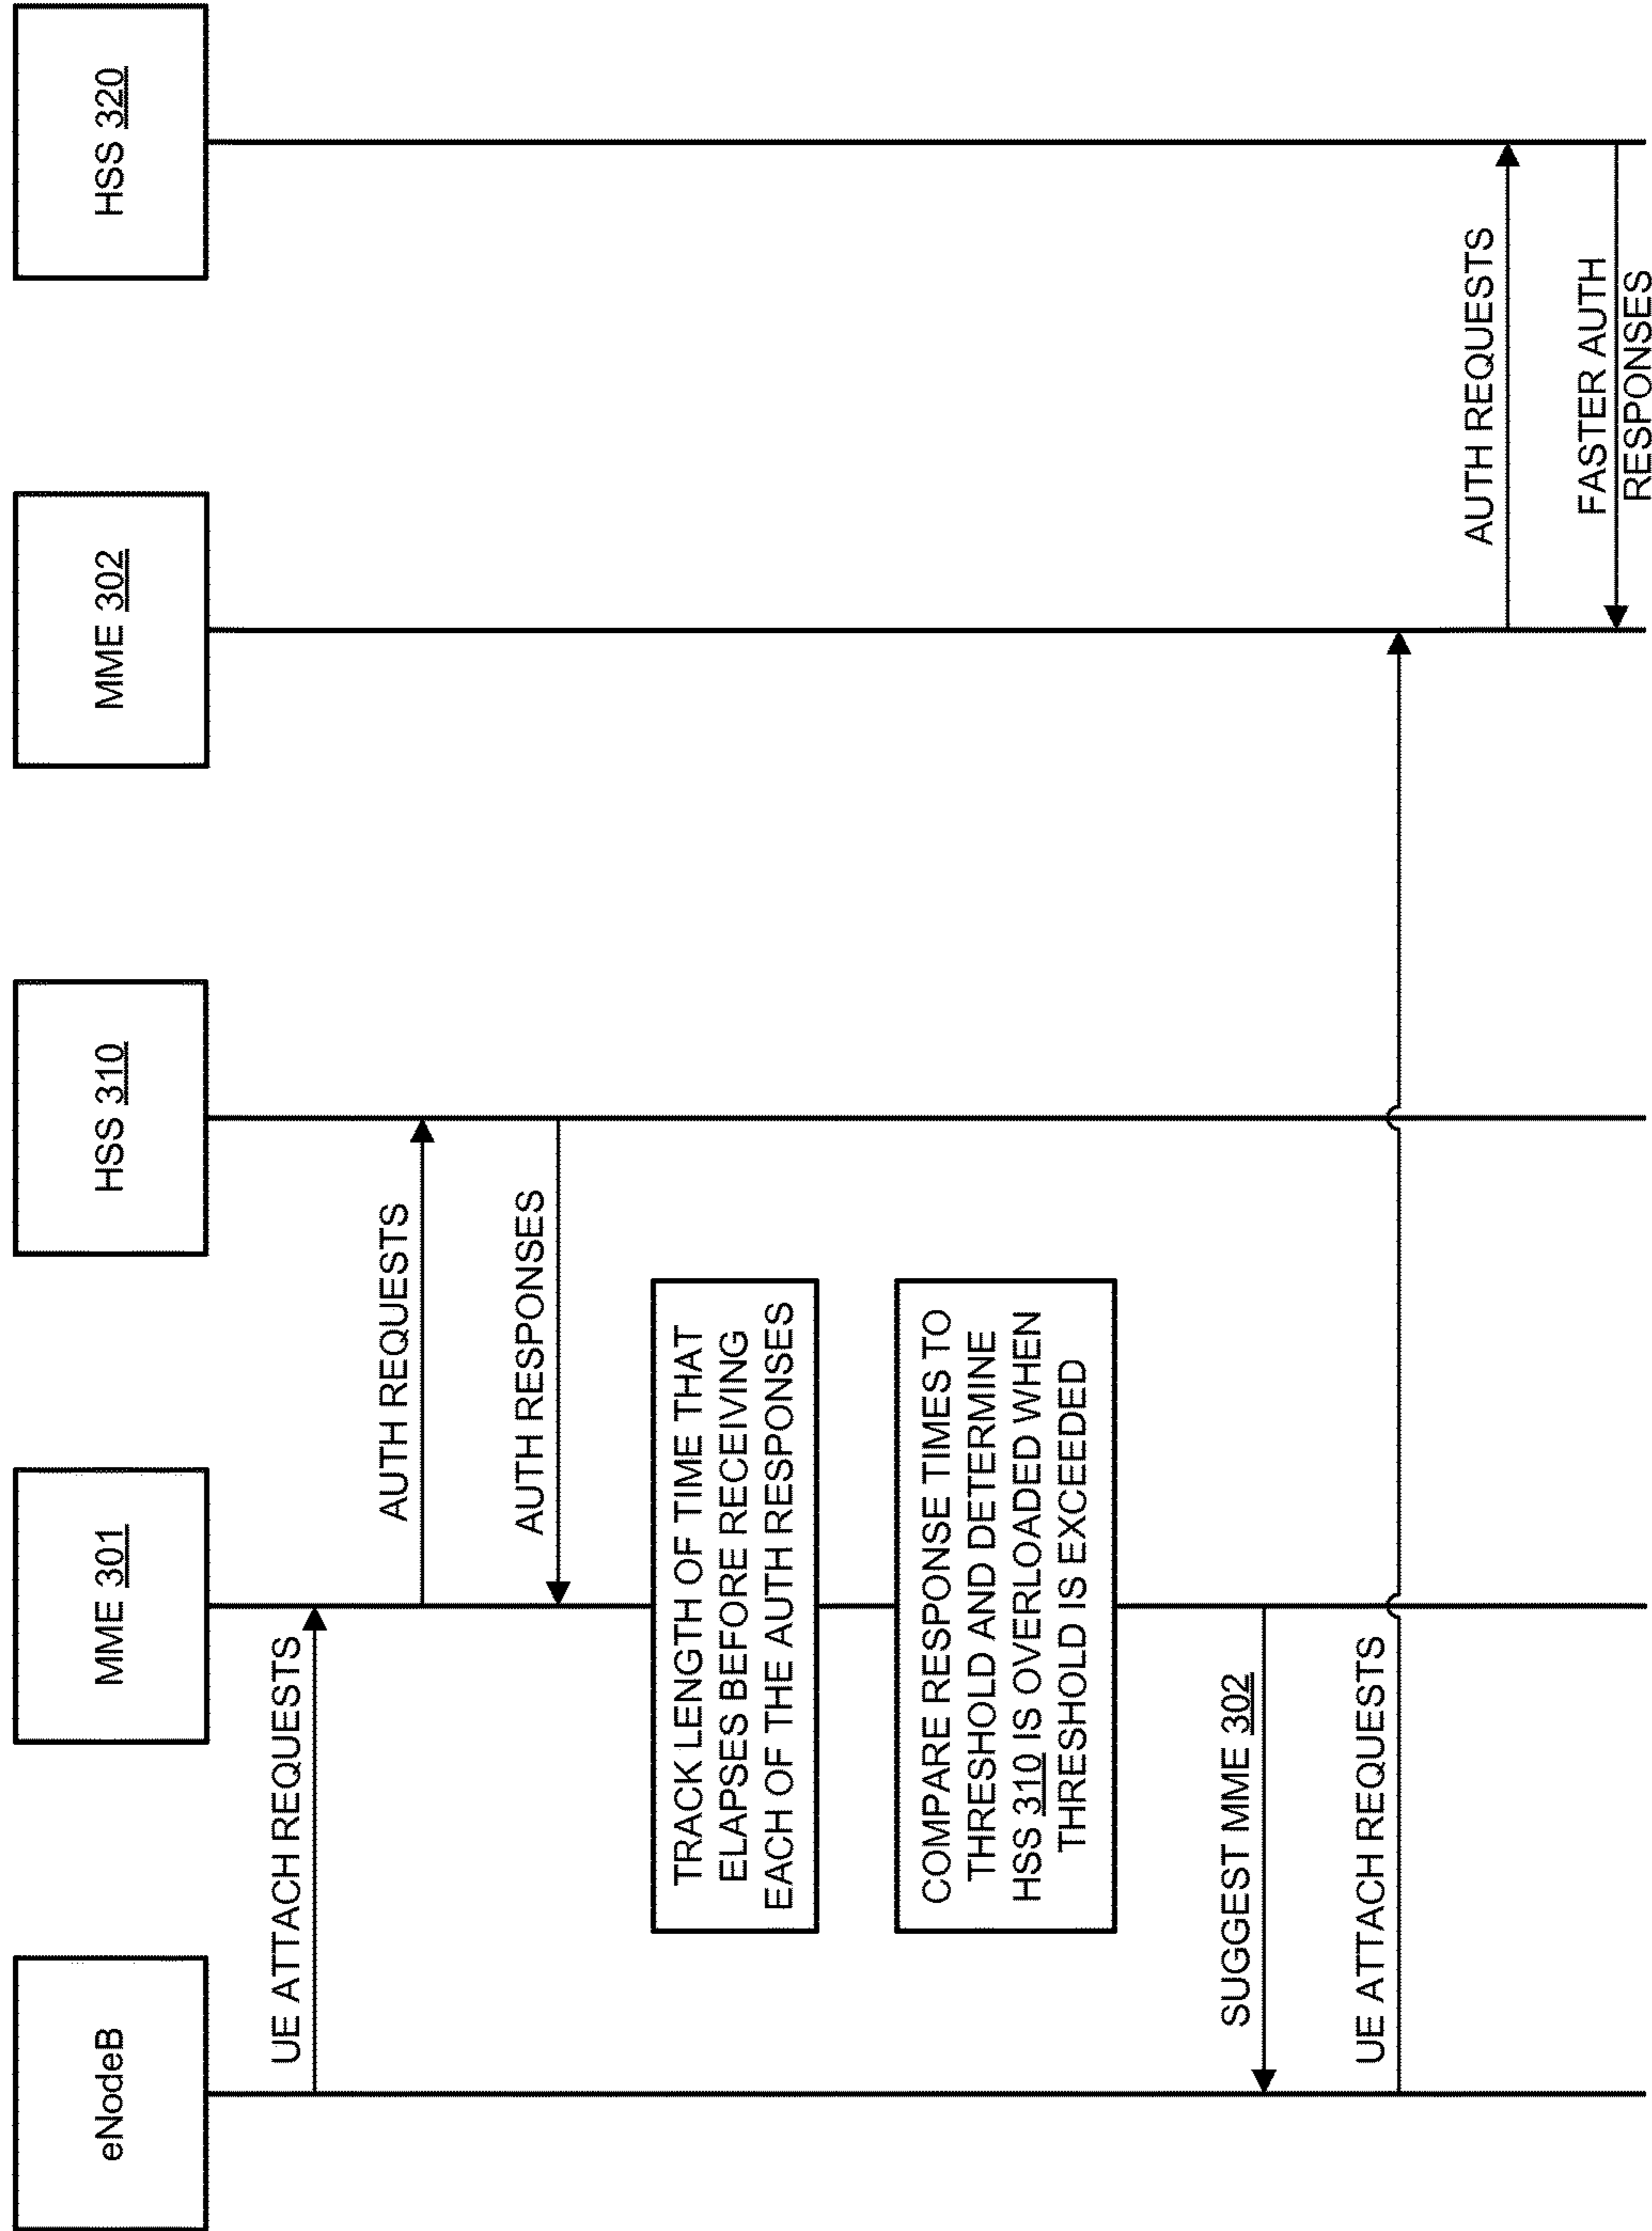 eNodeB
MME 301
HSS 310
MME 302
HSS 320
UE ATTACH REQUESTS
AUTH REQUESTS
AUTH RESPONSES
TRACK LENGTH OF TIME THAT
ELAPSES BEFORE RECEIVING
EACH OF THE AUTH RESPONSES
COMPARE RESPONSE TIMES TO
THRESHOLD AND DETERMINE
HSS 310 IS OVERLOADED WHEN
THRESHOLD IS EXCEEDED
SUGGEST MME 302
UE ATTACH REQUESTS
AUTH REQUESTS
FASTER AUTH
RESPONSES